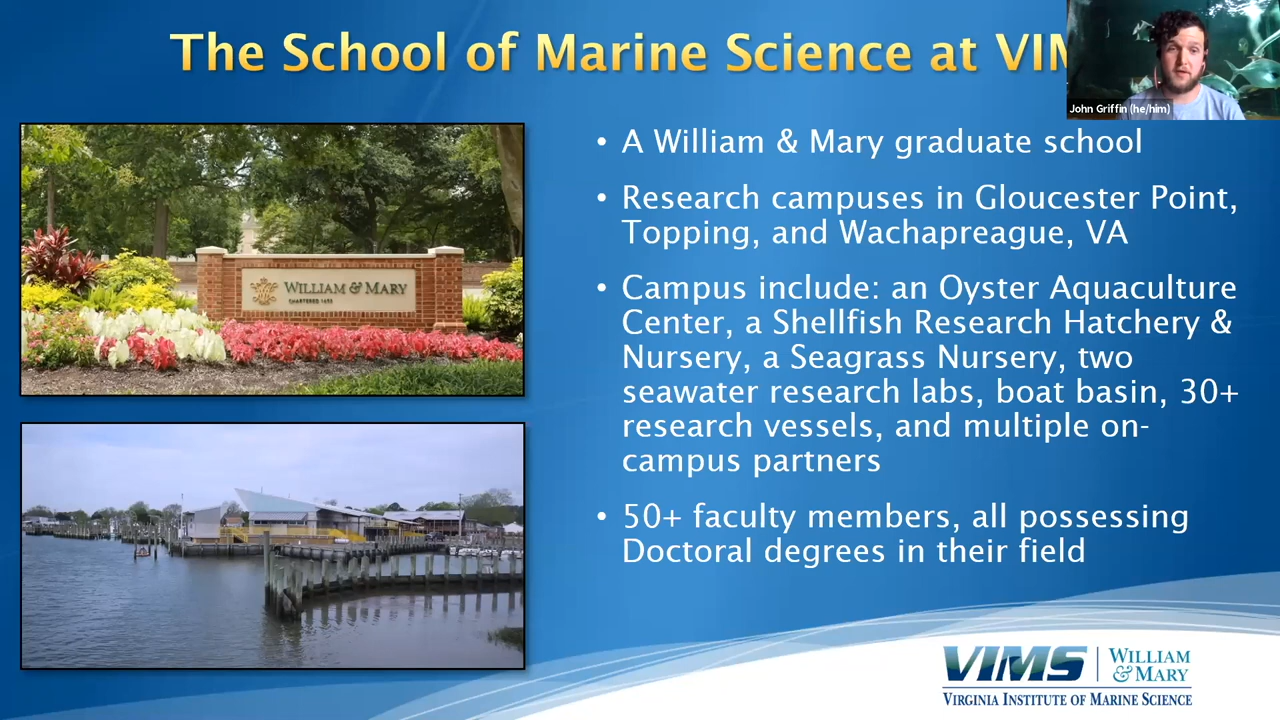 The School of Marine Science at VIM
John Griffin (he/him)
• A William & Mary graduate school
• Research campuses in Gloucester Point,
Topping, and Wachapreague, VA
• Campus include: an Oyster Aquaculture
Center, a Shellfish Research Hatchery &
Nursery, a Seagrass Nursery, two
seawater research labs, boat basin, 30+
research vessels, and multiple on-
campus partners
• 50+ faculty members, all possessing
Doctoral degrees in their field
WILLIAM & MARY
CHARTERED 1693
VIMS
WILLIAM
& MARY
VIRGINIA INSTITUTE OF MARINE SCIENCE